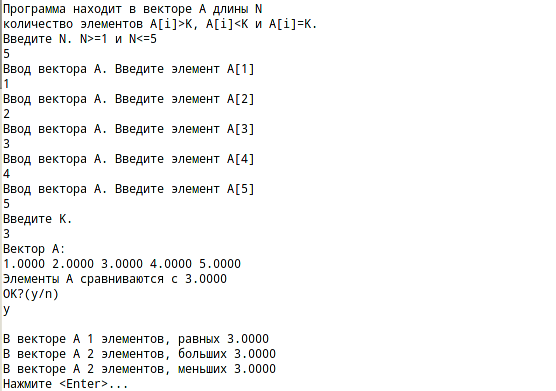 Программа находит в векторе A длины N
количество элементов A[i]>K, A[i]<K и A[i]=K.
Введите N. N>=1 и N<=5
5
Ввод вектора A. Введите элемент A[1]
1
Ввод вектора A. Введите элемент A[2]
2
Ввод вектора A. Введите элемент A[3]
3
Ввод вектора A. Введите элемент A[4]
4
Ввод вектора A. Введите элемент A[5]
5
Введите K.
3
Вектор A:
1.0000 2.0000 3.0000 4.0000 5.0000
Элементы A сравниваются с 3.0000
OK?(y/n)
y
В векторе A 1 элементов, равных 3.0000
В векторе A 2 элементов, больших 3.0000
В векторе A 2 элементов, меньших 3.0000
Нажмите <Enter>...